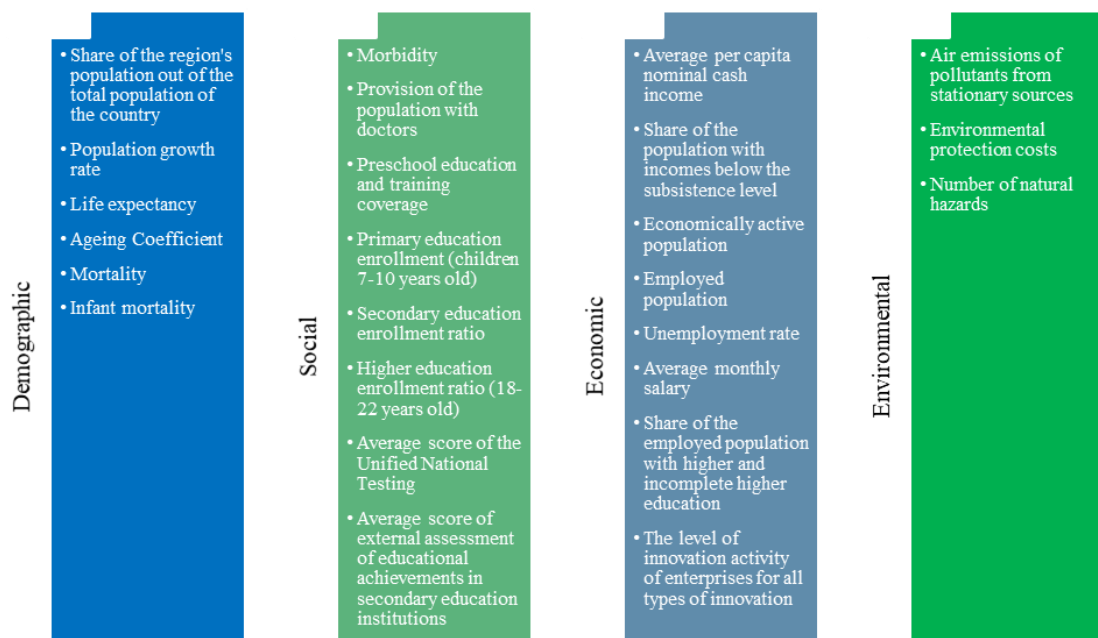 Demographic
• Share of the region's
population out of the
total population of
the country
• Population growth
rate
• Life expectancy
• Ageing Coefficient
• Mortality
• Infant mortality
Social
• Morbidity
• Provision of the
population with
doctors
• Preschool education
and training
coverage
• Primary education
enrollment (children
7-10 years old)
• Secondary education
enrollment ratio
• Higher education
enrollment ratio (18-
22 years old)
• Average score of the
Unified National
Testing
• Average score of
external assessment
of educational
achievements in
secondary education
institutions
Economic
• Average per capita
nominal cash
income
• Share of the
population with
incomes below the
subsistence level
• Economically active
population
• Employed
population
• Unemployment rate
• Average monthly
salary
• Share of the
employed population
with higher and
incomplete higher
education
• The level of
innovation activity
of enterprises for all
types of innovation
Environmental
• Air emissions of
pollutants from
stationary sources
• Environmental
protection costs
• Number of natural
hazards